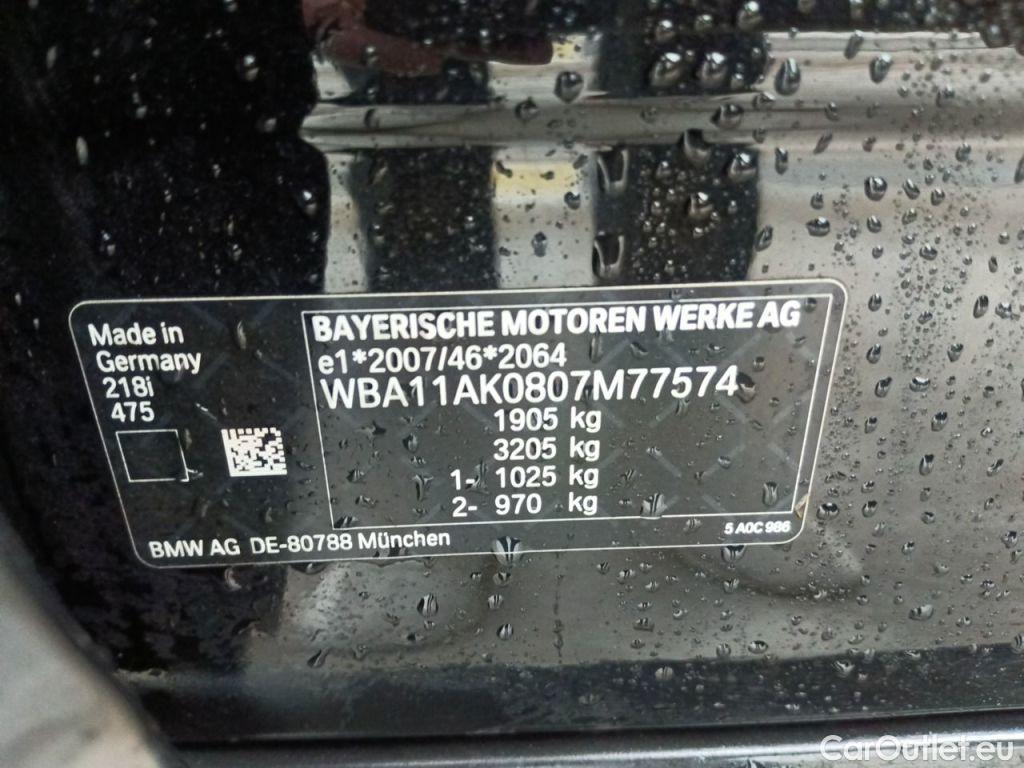 Made in
Germany
218i
475
BAYERISCHE MOTOREN WERKE AG
e1*2007/46*2064
WBA11AK0807M77574
1905 kg
3205 kg
1- 1025 kg
2- 970 kg
5 A0C 986
BMW AG DE-80788 München
CarOutlet.eu